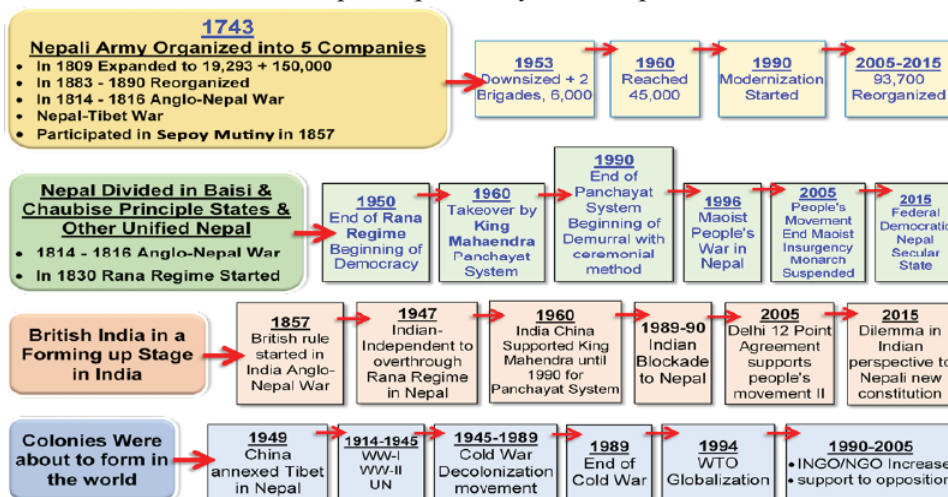 1743
Nepali Army Organized into 5 Companies
• In 1809 Expanded to 19,293 + 150,000
• In 1883 - 1890 Reorganized
• In 1814 - 1816 Anglo-Nepal War
• Nepal-Tibet War
• Participated in Sepoy Mutiny in 1857
1953
Downsized + 2
Brigades, 6,000
1960
Reached
45,000
1990
Modernization
Started
2005-2015
93,700
Reorganized
Nepal Divided in Baisi &
Chaubise Principle States &
Other Unified Nepal
• 1814 - 1816 Anglo-Nepal War
• In 1830 Rana Regime Started
1950
End of Rana
Regime
Beginning of
Democracy
1960
Takeover by
King
Mahaendra
Panchayat
System
1990
End of
Panchayat
System
Beginning of
Demurral with
ceremonial
method
1996
Maoist
People's
War in
Nepal
2005
People's
Movement
End Maoist
Insurgency
Monarch
Suspended
2015
Federal
Democratic
Nepal
Secular
State
British India in a
Forming up Stage
in India
1857
British rule
started in
India Anglo-
Nepal War
1947
Indian-
Independent to
overthrough
Rana Regime
in Nepal
1960
India China
Supported King
Mahendra until
1990 for
Panchayat System
1989-90
Indian
Blockade
to Nepal
2005
Delhi 12 Point
Agreement
supports
people's
movement II
2015
Dilemma in
Indian
perspective to
Nepali new
constitution
Colonies Were
about to form in
the world
1949
China
annexed Tibet
in Nepal
1914-1945
WW-I
WW-II
UN
1945-1989
Cold War
Decolonization
movement
1989
End of
Cold War
1994
WTO
Globalization
1990-2005
• INGO/NGO Increase
• support to opposition